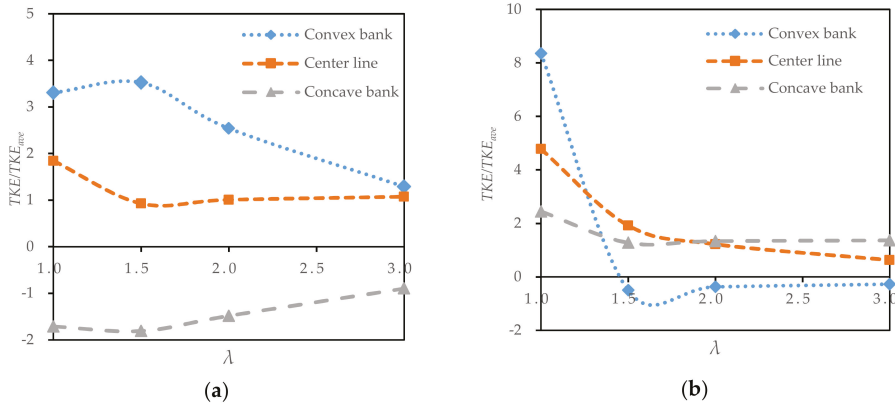 5
4
3
2
1
0
-1
-2
TKE/TKEave
Convex bank
Center line
Concave bank
1.0 1.5 2.0 2.5 3.0
λ
(a)
10
8
6
4
2
0
-2
TKE/TKEave
Convex bank
Center line
Concave bank
1.0 1.5 2.0 2.5 3.0
λ
(b)